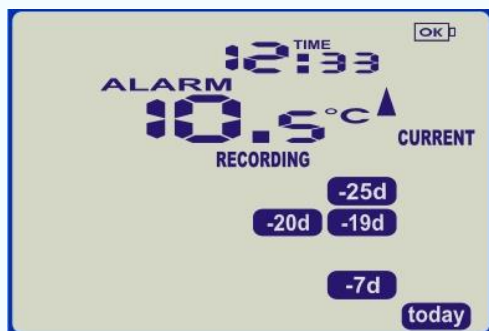 OK
TIME
12:33
ALARM
10.5°C
CURRENT
RECORDING
-25d
-20d -19d
-7d
today